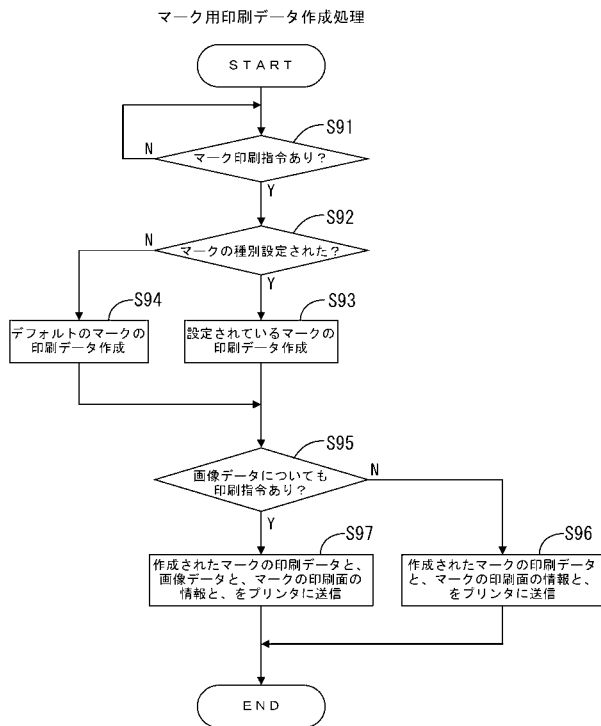 マーク用印刷データ作成処理
START
S91
N
マーク印刷指令あり？
Y
S92
N
マークの種別設定された？
Y
S94
S93
デフォルトのマークの
印刷データ作成
設定されているマークの
印刷データ作成
S95
画像データについても
印刷指令あり？
N
Y
S97
S96
作成されたマークの印刷データと、
画像データと、マークの印刷面の
情報と、をプリンタに送信
作成されたマークの印刷データ
と、マークの印刷面の情報と、
をプリンタに送信
END